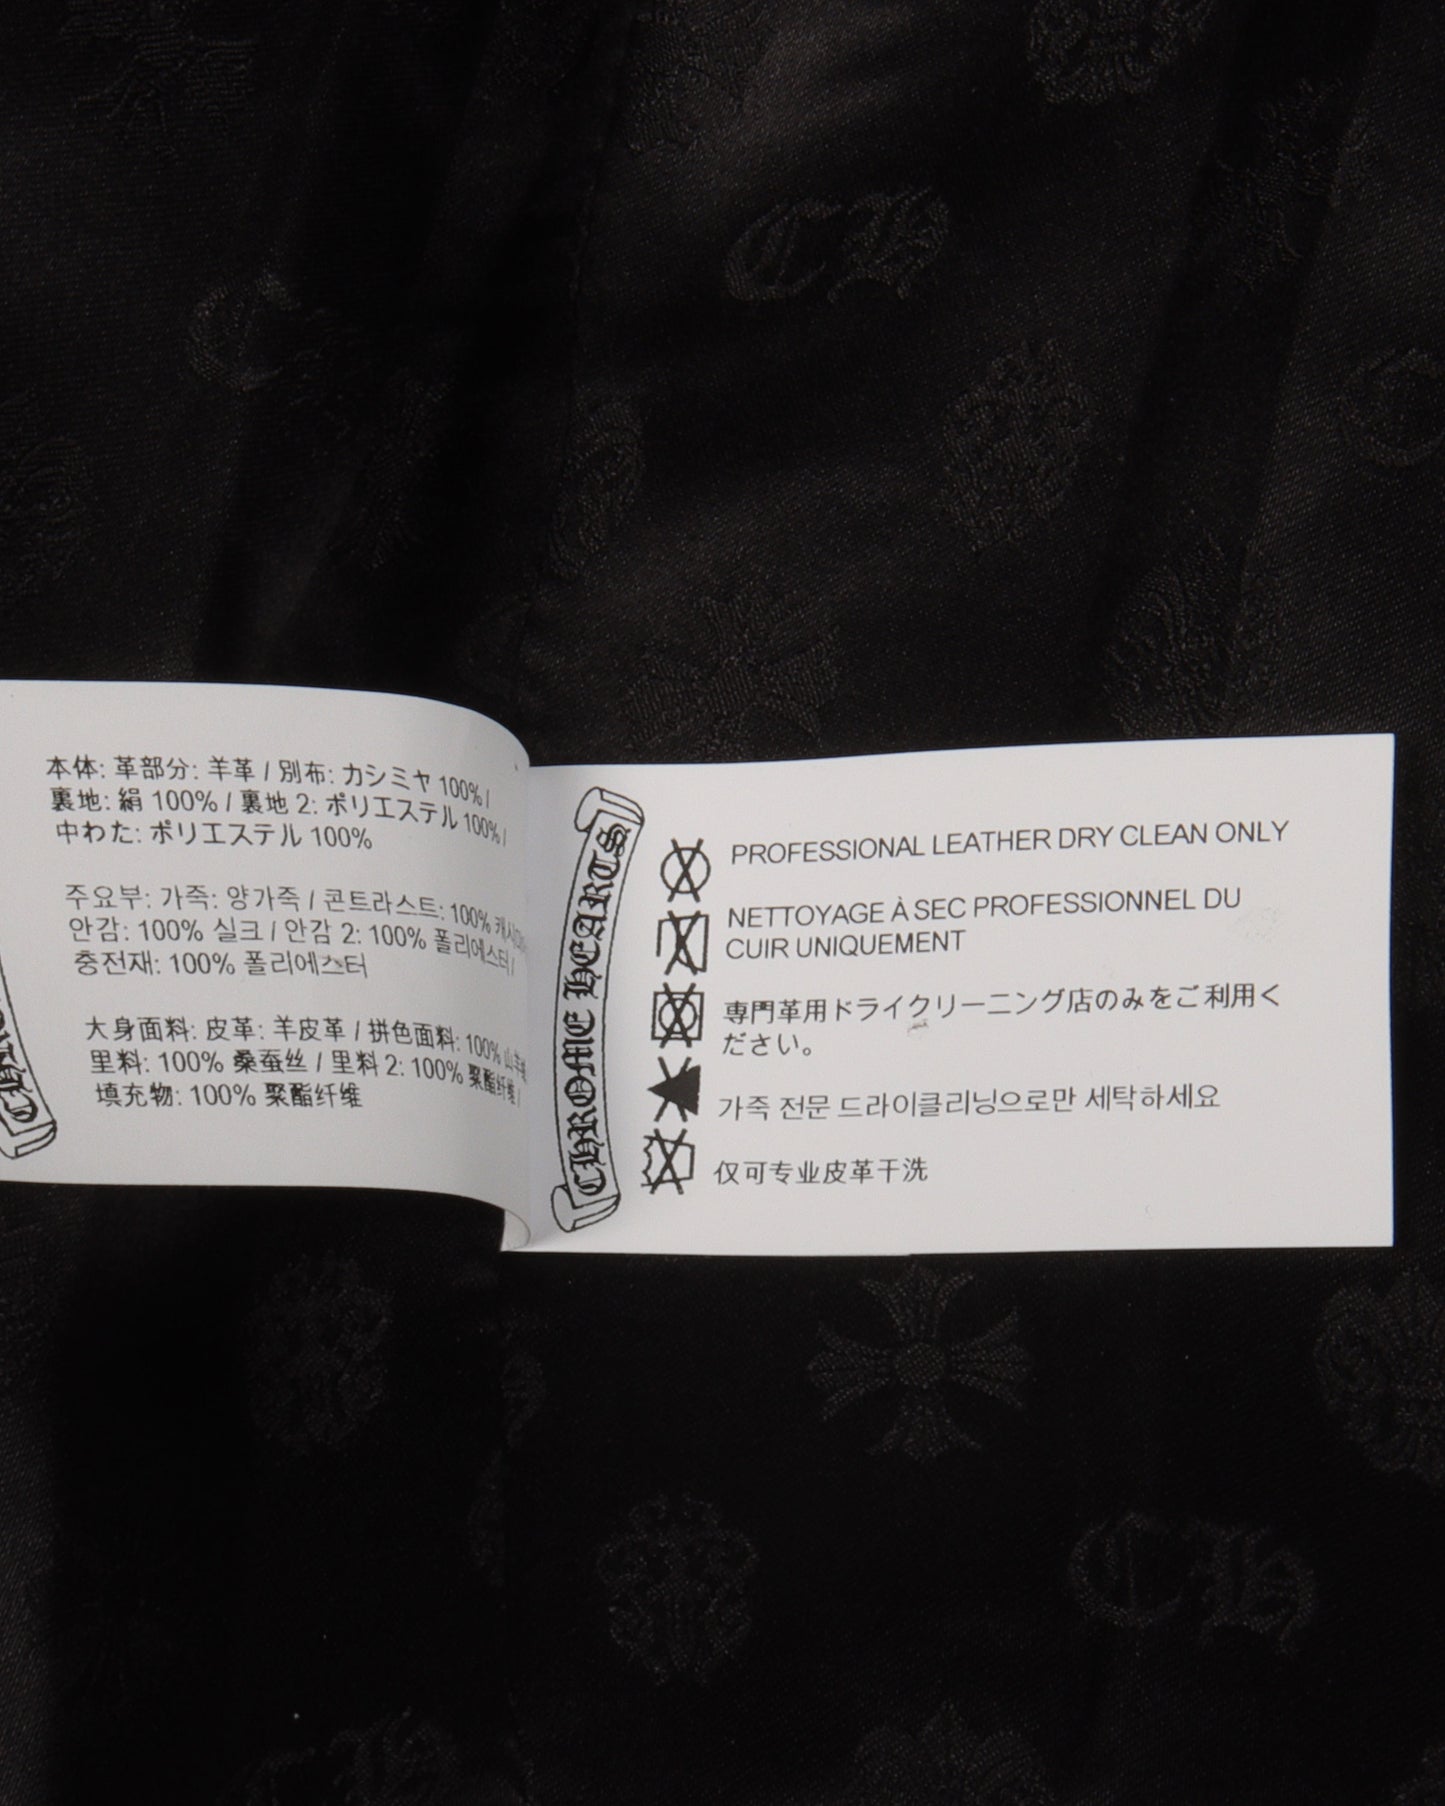 本体: 革部分: 羊革 / 別布: カシミヤ 100% /
裏地: 絹 100% / 裏地 2: ポリエステル 100% /
中わた: ポリエステル 100%
주요부: 가죽: 양가죽 / 콘트라스트: 100%
안감: 100% 실크 / 안감 2: 100% 폴리에스터 /
충전재: 100% 폴리에스터
大身面料: 皮革: 羊皮革 / 拼色面料: 100% 山羊
里料: 100% 桑蚕丝 / 里料 2: 100% 聚酯纤维 /
填充物: 100% 聚酯纤维
CHROME HEARTS
PROFESSIONAL LEATHER DRY CLEAN ONLY
NETTOYAGE À SEC PROFESSIONNEL DU
CUIR UNIQUEMENT
専門革用ドライクリーニング店のみをご利用く
ださい。
가죽 전문 드라이클리닝으로만 세탁하세요
仅可专业皮革干洗
CH
CH